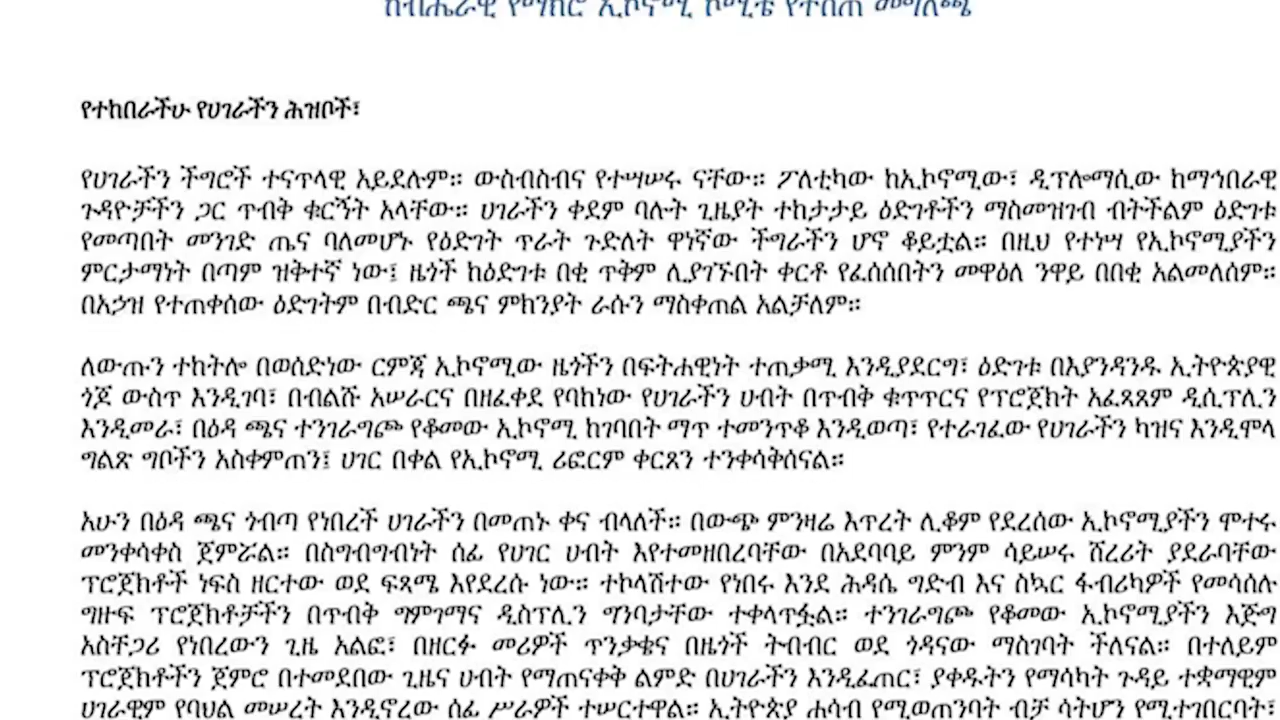 ከብሔራዊ የማክሮ ኢኮኖሚ ኮሚቴ የተሰጠ መግለጫ
የተከበራችሁ የሀገራችን ሕዝቦች፣
የሀገራችን ችግሮች ተናጥላዊ አይደሉም። ውስብስብና የተሣሠሩ ናቸው። ፖለቲካው ከኢኮኖሚው፣ ዲፕሎማሲው ከማኅበራዊ
ጉዳዮቻችን ጋር ጥብቅ ቁርኝት አላቸው። ሀገራችን ቀደም ባሉት ጊዜያት ተከታታይ ዕድገቶችን ማስመዝገብ ብትችልም ዕድገቱ
የመጣበት መንገድ ጤና ባለመሆኑ የዕድገት ጥራት ጉድለት ዋነኛው ችግራችን ሆኖ ቆይቷል። በዚህ የተነሣ የኢኮኖሚያችን
ምርታማነት በጣም ዝቅተኛ ነው፤ ዜጎች ከዕድገቱ በቂ ጥቅም ሊያገኙበት ቀርቶ የፈሰሰበትን መዋዕለ ንዋይ በበቂ አልመለሰም።
በአኃዝ የተጠቀሰው ዕድገትም በብድር ጫና ምክንያት ራሱን ማስቀጠል አልቻለም።
ለውጡን ተከትሎ በወሰድነው ርምጃ ኢኮኖሚው ዜጎችን በፍትሐዊነት ተጠቃሚ እንዲያደርግ፣ ዕድገቱ በእያንዳንዱ ኢትዮጵያዊ
ጎጆ ውስጥ እንዲገባ፣ በብልሹ አሠራርና በዘፈቀደ የባከነው የሀገራችን ሀብት በጥብቅ ቁጥጥርና የፕሮጀክት አፈጻጸም ዲሲፕሊን
እንዲመራ፣ በዕዳ ጫና ተንገራግጮ የቆመው ኢኮኖሚ ከገባበት ማጥ ተመንጥቆ እንዲወጣ፣ የተራገፈው የሀገራችን ካዝና እንዲሞላ
ግልጽ ግቦችን አስቀምጠን፤ ሀገር በቀል የኢኮኖሚ ሪፎርም ቀርጸን ተንቀሳቅሰናል።
አሁን በዕዳ ጫና ጎብጣ የነበረች ሀገራችን በመጠኑ ቀና ብላለች። በውጭ ምንዛሬ እጥረት ሊቆም የደረሰው ኢኮኖሚያችን ሞተሩ
መንቀሳቀስ ጀምሯል። በስግብግብነት ሰፊ የሀገር ሀብት እየተመዘበረባቸው በአደባባይ ምንም ሳይሠሩ ሸረሪት ያደራባቸው
ፕሮጀክቶች ነፍስ ዘርተው ወደ ፍጻሜ እየደረሱ ነው። ተኮላሽተው የነበሩ እንደ ሕዳሴ ግድብ እና ስኳር ፋብሪካዎች የመሳሰሉ
ግዙፍ ፕሮጀክቶቻችን በጥብቅ ግምገማና ዲስፕሊን ግንባታቸው ተቀላጥፏል። ተንገራግጮ የቆመው ኢኮኖሚያችን እጅግ
አስቸጋሪ የነበረውን ጊዜ አልፎ፣ በዘርፉ መሪዎች ጥንቃቄና በዜጎች ትብብር ወደ ጎዳናው ማስገባት ችለናል። በተለይም
ፕሮጀክቶችን ጀምሮ በተመደበው ጊዜና ሀብት የማጠናቀቅ ልምድ በሀገራችን እንዲፈጠር፣ ያቀዱትን የማሳካት ጉዳይ ተቋማዊም
ሀገራዊም የባህል መሠረት እንዲኖረው ሰፊ ሥራዎች ተሠርተዋል። ኢትዮጵያ ሐሳብ የሚወጠንባት ብቻ ሳትሆን የሚተገበርባት፣